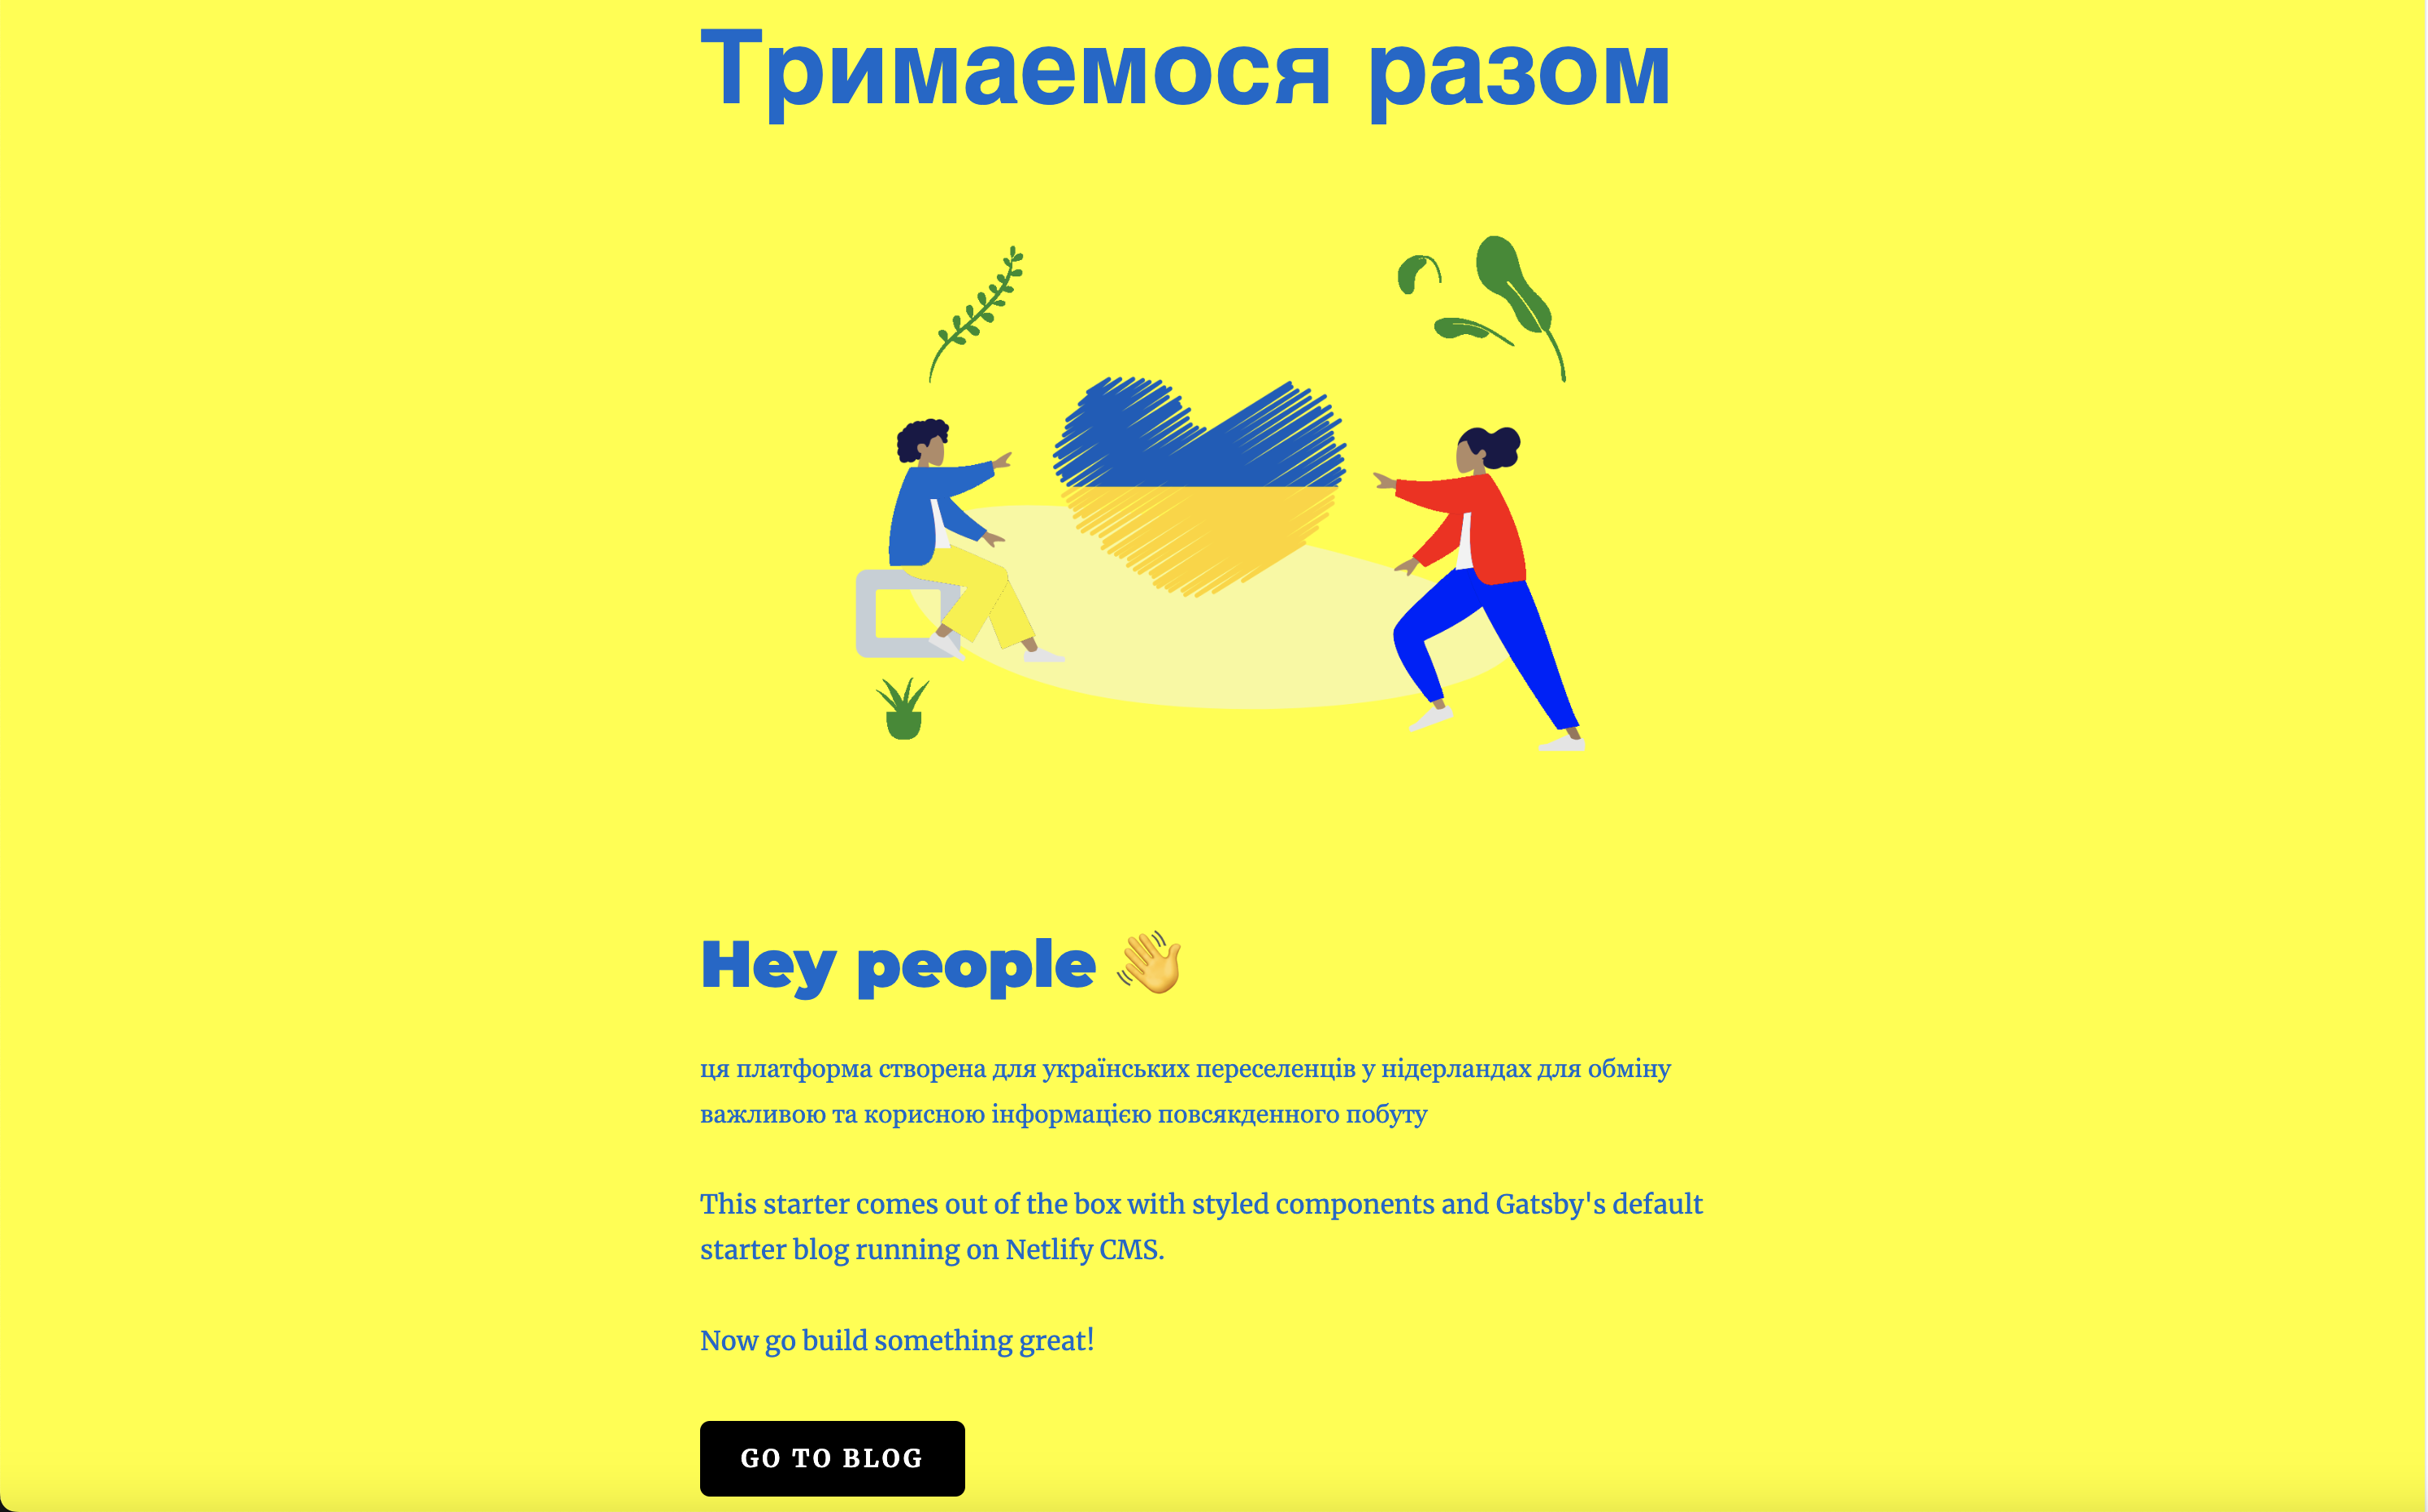 Тримаемося разом
Hey people 👋
ця платформа створена для українських переселенців у нідерландах для обміну
важливою та корисною інформацією повсякденного побуту
This starter comes out of the box with styled components and Gatsby's default
starter blog running on Netlify CMS.
Now go build something great!
GO TO BLOG